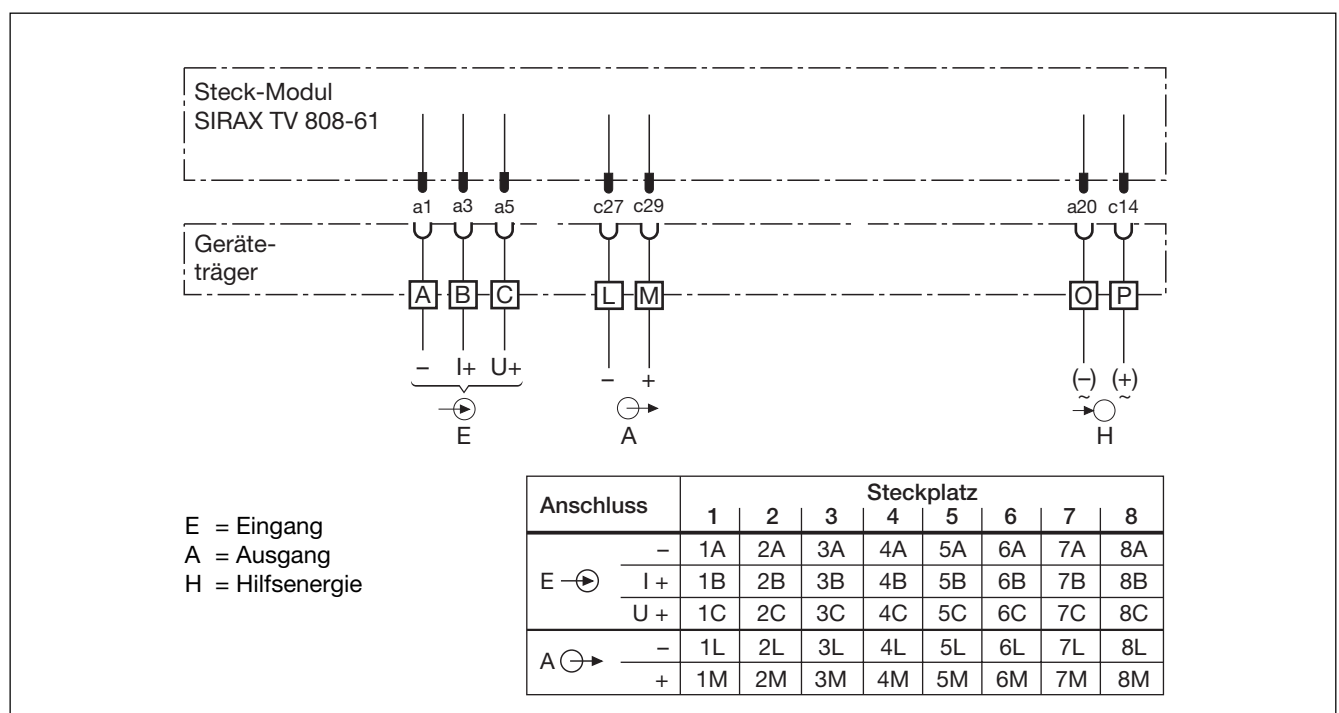 Steck-Modul
SIRAX TV 808-61
a1 a3 a5 c27 c29 a20 c14
Geräte-
träger
A B C L M O P
– I+ U+ – + (–) (+)
~ ~
E A H
E = Eingang
A = Ausgang
H = Hilfsenergie
Anschluss Steckplatz
1 2 3 4 5 6 7 8
– 1A 2A 3A 4A 5A 6A 7A 8A
E I + 1B 2B 3B 4B 5B 6B 7B 8B
U + 1C 2C 3C 4C 5C 6C 7C 8C
– 1L 2L 3L 4L 5L 6L 7L 8L
A
+ 1M 2M 3M 4M 5M 6M 7M 8M